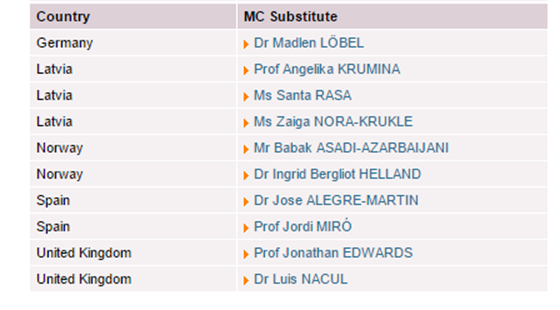 Country MC Substitute
Germany Dr Madlen LÖBEL
Latvia Prof Angelika KRUMINA
Latvia Ms Santa RASA
Latvia Ms Zaiga NORA-KRUKLE
Norway Mr Babak ASADI-AZARBAIJANI
Norway Dr Ingrid Bergliot HELLAND
Spain Dr Jose ALEGRE-MARTIN
Spain Prof Jordi MIRÓ
United Kingdom Prof Jonathan EDWARDS
United Kingdom Dr Luis NACUL